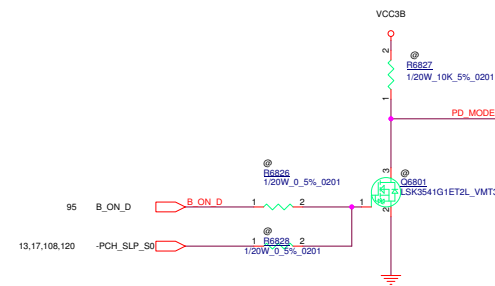 VCC3B
2
@
R6827
1/20W_10K_5%_0201
1
PD_MODE
3
@
Q6801
LSK3541G1ET2L_VMT3
1
2
@
R6826
1/20W_0_5%_0201
95 B_ON_D B_ON_D 1 2
@
13,17,108,120 -PCH_SLP_S0 1 R6828 2
1/20W_0_5%_0201